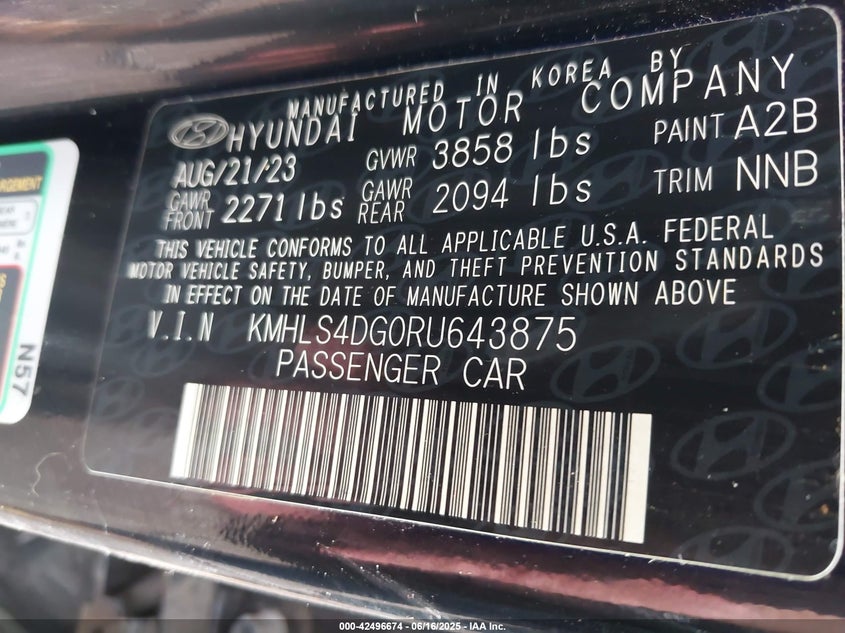 MANUFACTURED IN KOREA BY
HYUNDAI MOTOR COMPANY
AUG/21/23 GVWR 3858 lbs PAINT A2B
GAWR FRONT 2271 lbs GAWR REAR 2094 lbs TRIM NNB
THIS VEHICLE CONFORMS TO ALL APPLICABLE U.S.A. FEDERAL
MOTOR VEHICLE SAFETY, BUMPER, AND THEFT PREVENTION STANDARDS
IN EFFECT ON THE DATE OF MANUFACTURE SHOWN ABOVE
V.I.N KMHLS4DG0RU643875
PASSENGER CAR
N57
000-42496674 - 06/16/2025 - IAA Inc.